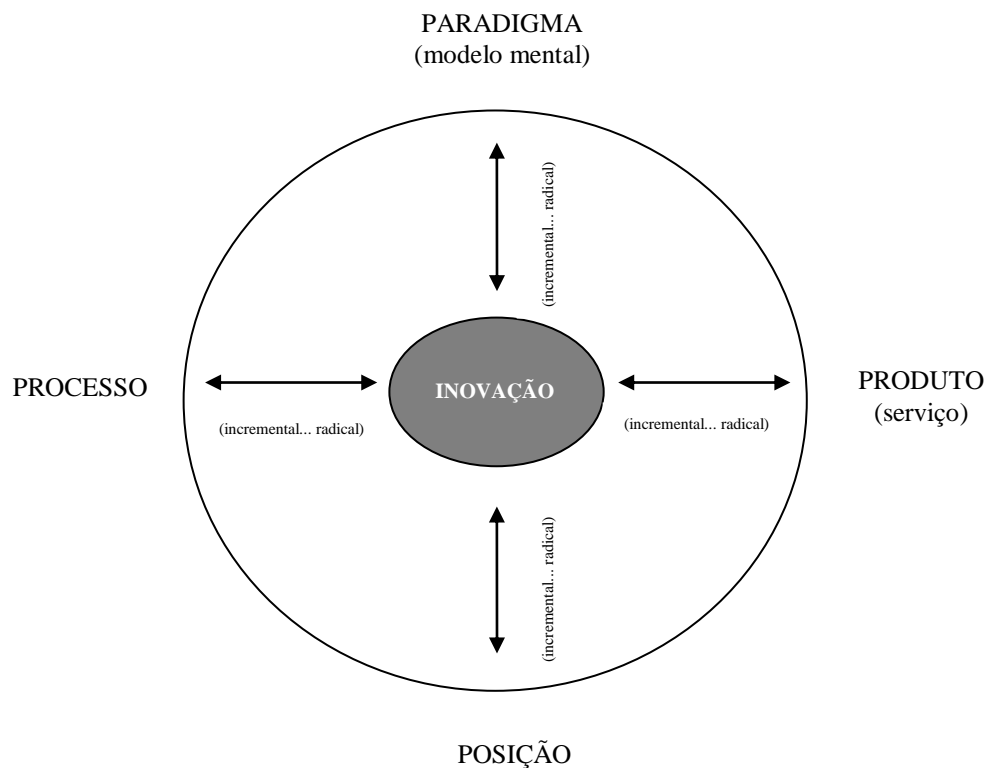 PARADIGMA
(modelo mental)
(incremental... radical)
PROCESSO
INOVAÇÃO
PRODUTO
(serviço)
(incremental... radical)
(incremental... radical)
(incremental... radical)
POSIÇÃO